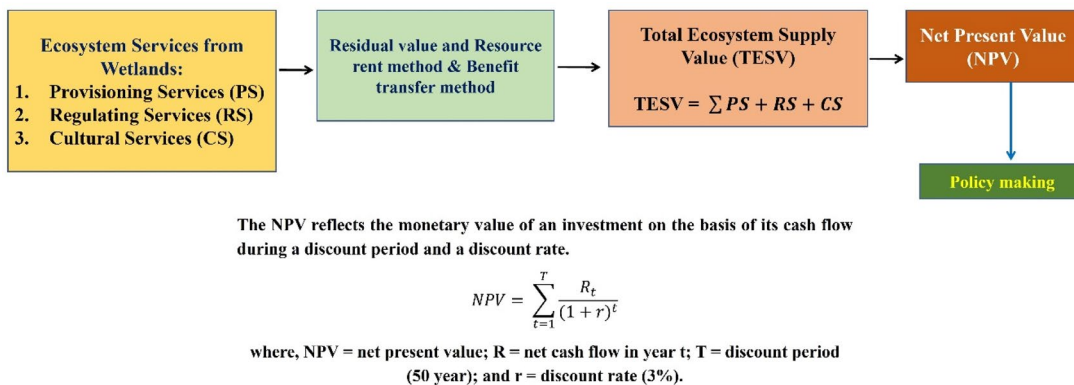 Ecosystem Services from
Wetlands:
1. Provisioning Services (PS)
2. Regulating Services (RS)
3. Cultural Services (CS)
Residual value and Resource
rent method & Benefit
transfer method
Total Ecosystem Supply
Value (TESV)
TESV = ∑ PS + RS + CS
Net Present Value
(NPV)
Policy making
The NPV reflects the monetary value of an investment on the basis of its cash flow
during a discount period and a discount rate.
NPV = ∑_{t=1}^{T} R_t / (1 + r)^t
where, NPV = net present value; R = net cash flow in year t; T = discount period
(50 year); and r = discount rate (3%).